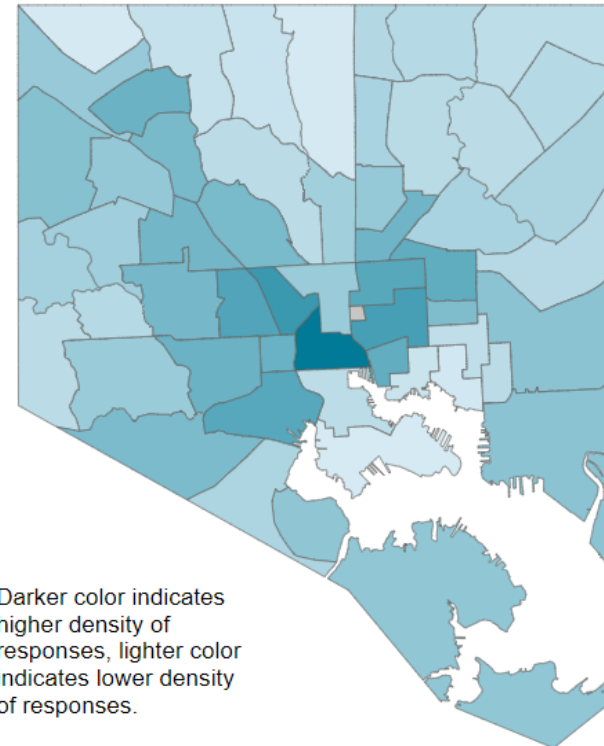 Darker color indicates
higher density of
responses, lighter color
indicates lower density
of responses.